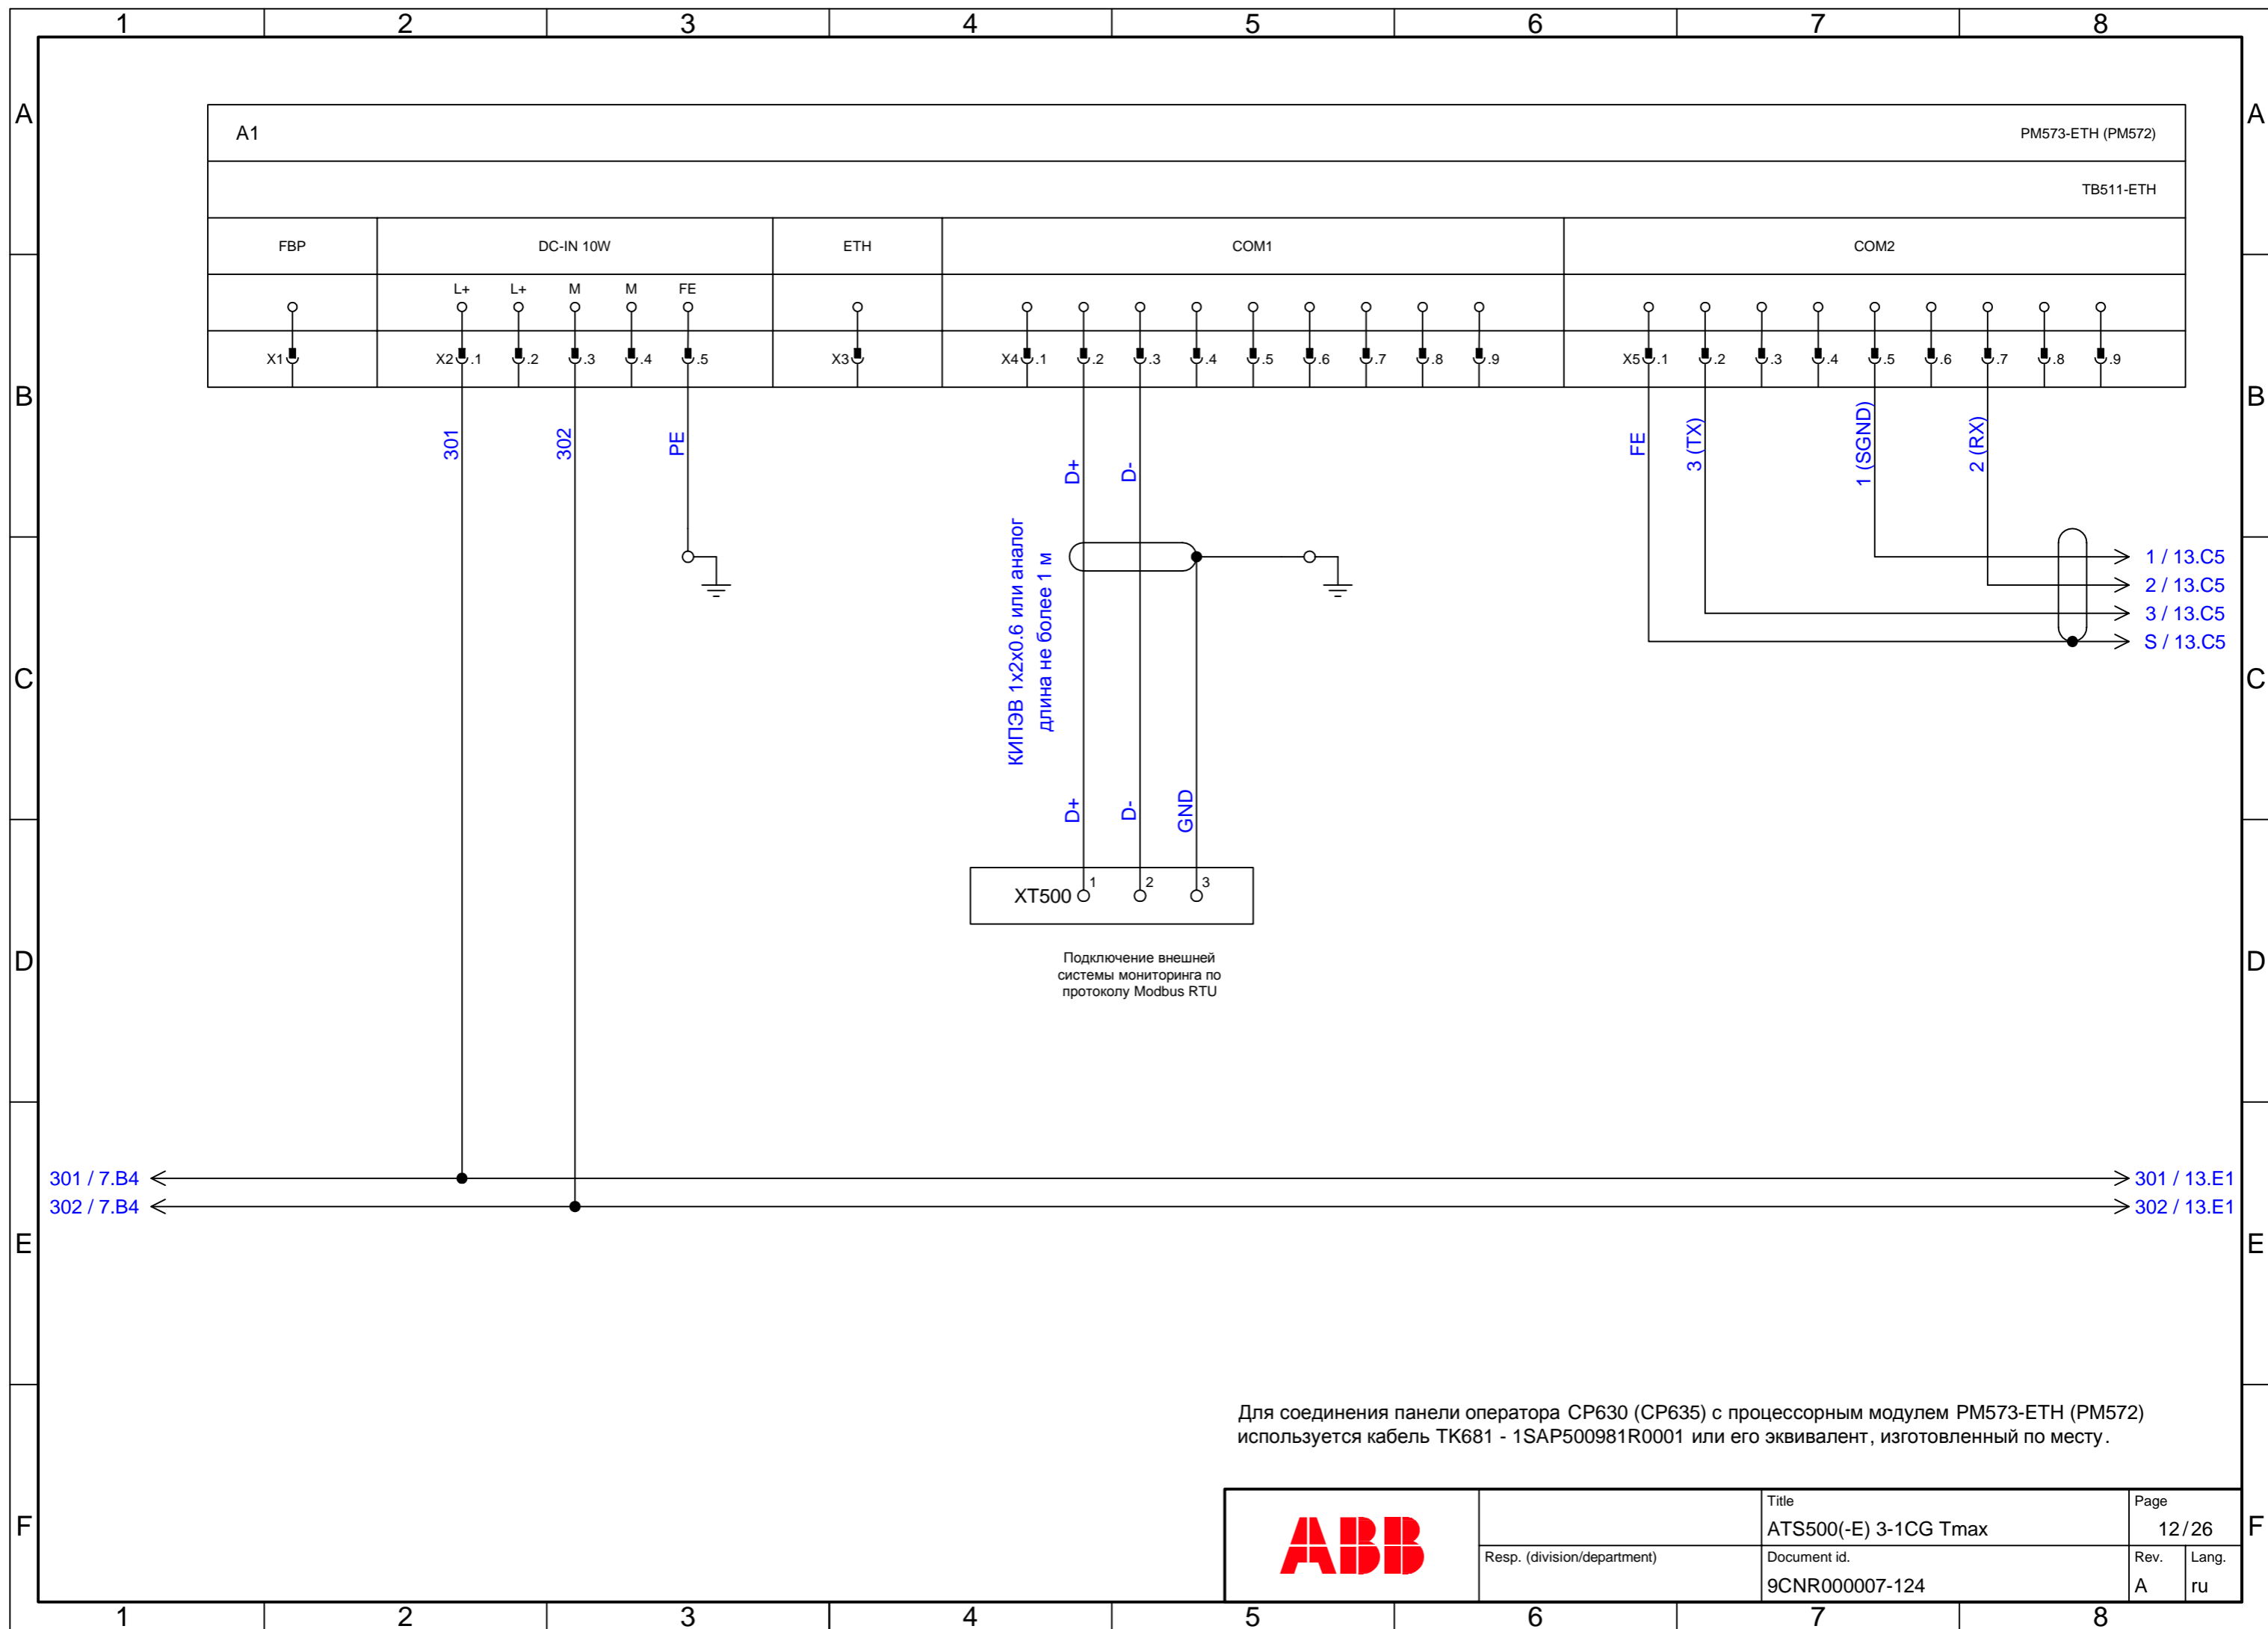 1 2 3 4 5 6 7 8
A A
A1 PM573-ETH (PM572)
TB511-ETH
FBP DC-IN 10W ETH COM1 COM2
L+ L+ M M FE
X1 X2 .1 .2 .3 .4 .5 X3 X4 .1 .2 .3 .4 .5 .6 .7 .8 .9 X5 .1 .2 .3 .4 .5 .6 .7 .8 .9
B B
301 302 PE D+ D- FE 3 (TX) 1 (SGND) 2 (RX)
КИПЭВ 1х2х0.6 или аналог
длина не более 1 м
1 / 13.C5
2 / 13.C5
3 / 13.C5
S / 13.C5
C C
D+ D- GND
XT500 1 2 3
Подключение внешней
системы мониторинга по
протоколу Modbus RTU
D D
301 / 7.B4 301 / 13.E1
302 / 7.B4 302 / 13.E1
E E
Для соединения панели оператора CP630 (CP635) с процессорным модулем PM573-ETH (PM572)
используется кабель TK681 - 1SAP500981R0001 или его эквивалент, изготовленный по месту.
F F
ABB
Title Page
ATS500(-E) 3-1CG Tmax 12/26
Resp. (division/department) Document id. Rev. Lang.
9CNR000007-124 A ru
1 2 3 4 5 6 7 8